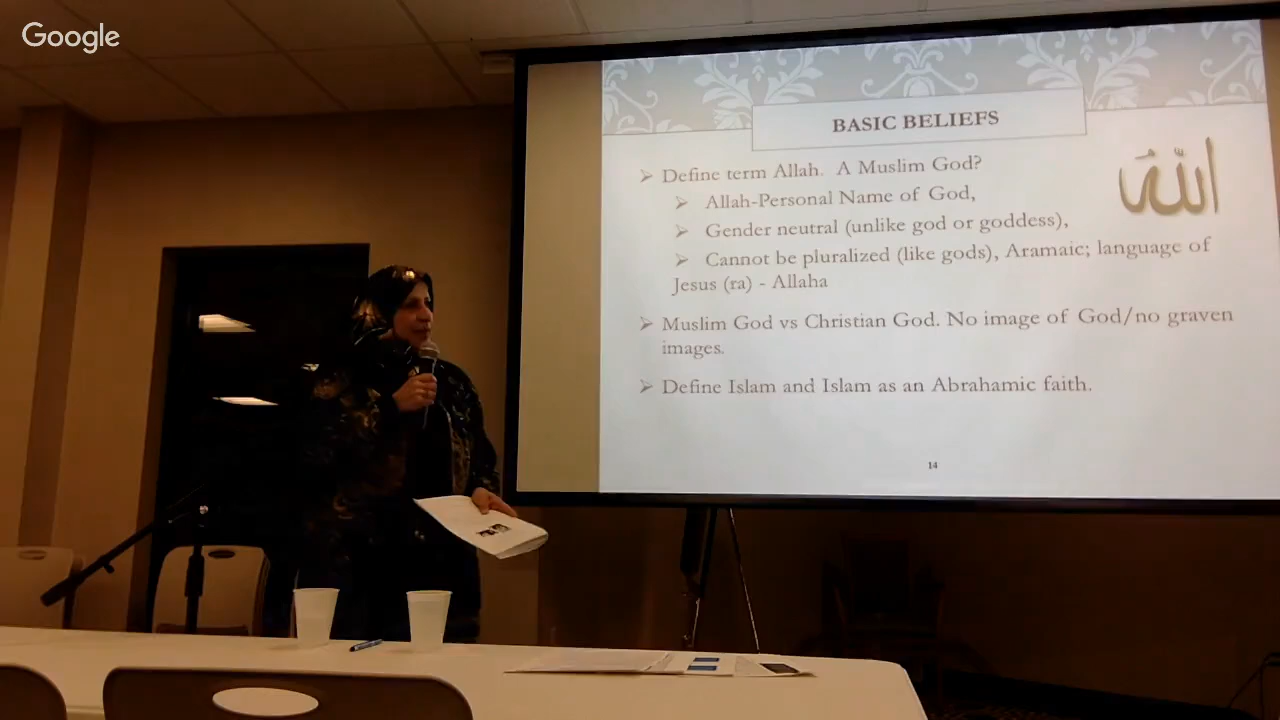 Google
BASIC BELIEFS
الله
Define term Allah. A Muslim God?
Allah-Personal Name of God,
Gender neutral (unlike god or goddess),
Cannot be pluralized (like gods), Aramaic; language of
Jesus (ra) - Allaha
Muslim God vs Christian God. No image of God/no graven
images.
Define Islam and Islam as an Abrahamic faith.
14